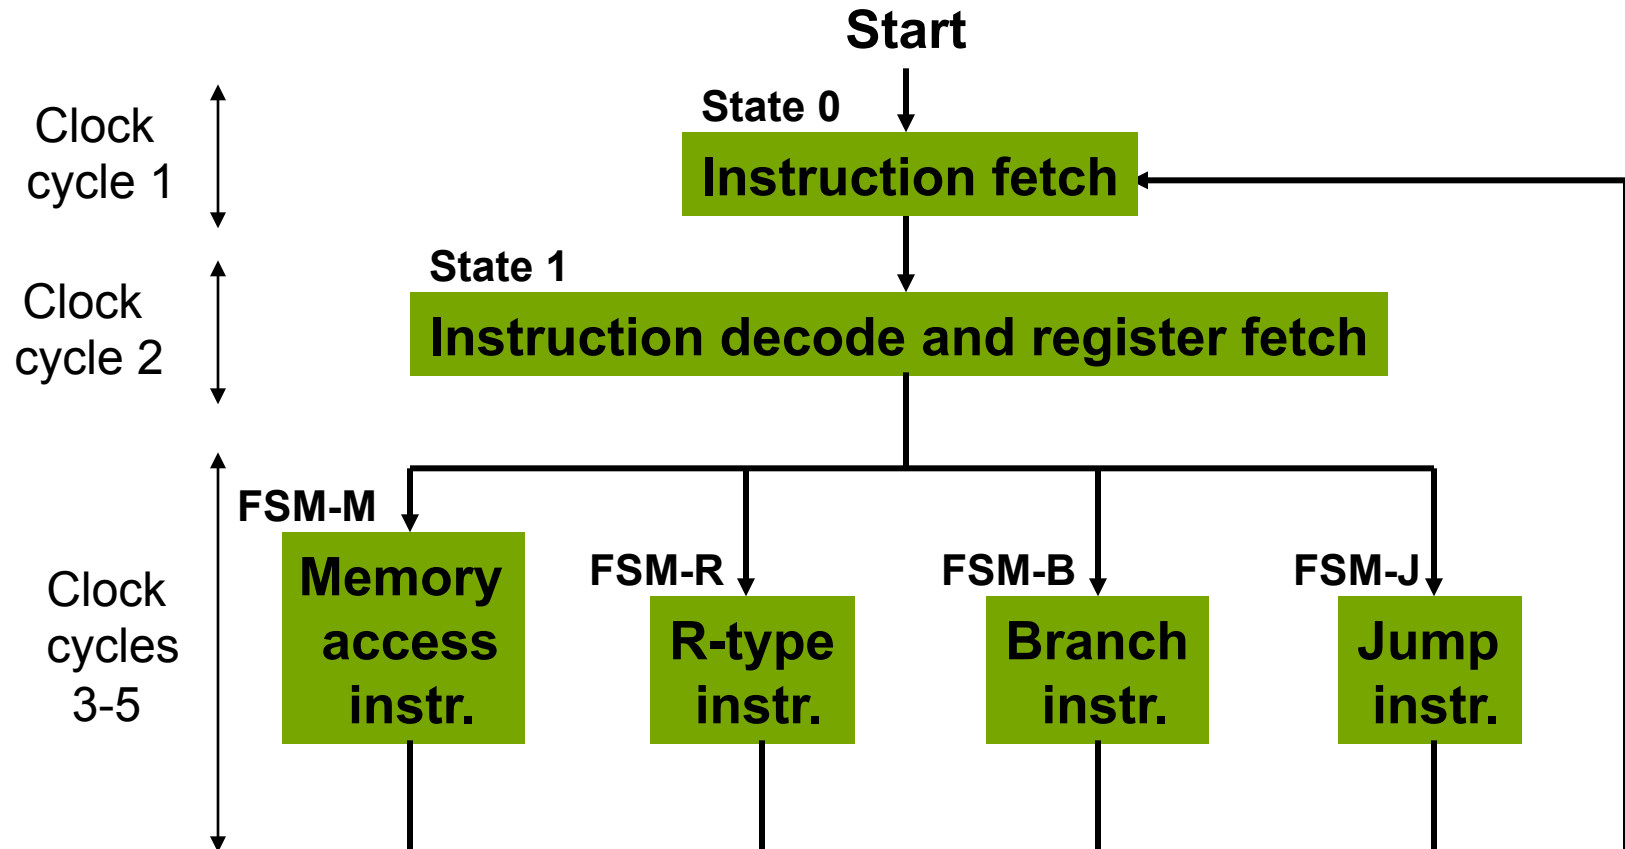 Start
Clock
cycle 1
State 0
Instruction fetch
Clock
cycle 2
State 1
Instruction decode and register fetch
Clock
cycles
3-5
FSM-M
Memory
access
instr.
FSM-R
R-type
instr.
FSM-B
Branch
instr.
FSM-J
Jump
instr.